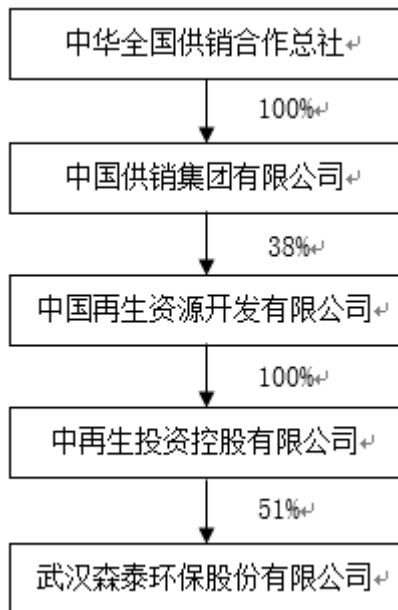 中华全国供销合作总社
100%
中国供销集团有限公司
38%
中国再生资源开发有限公司
100%
中再生投资控股有限公司
51%
武汉森泰环保股份有限公司